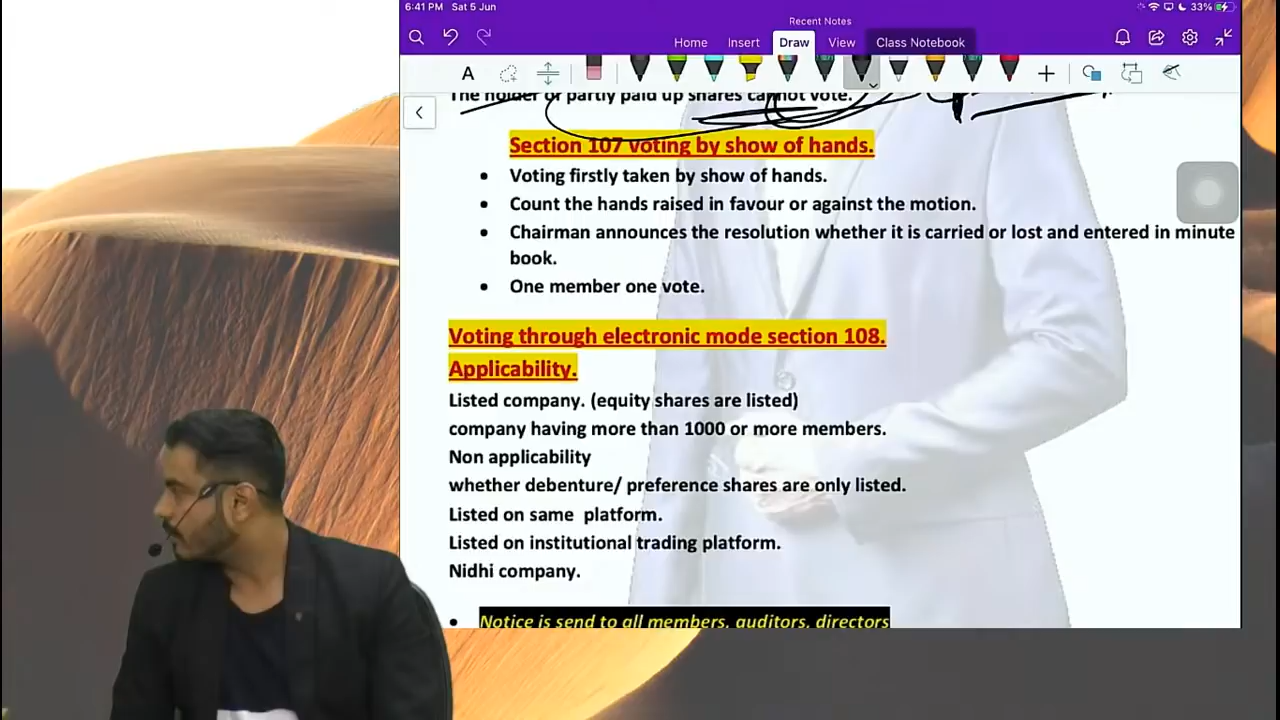 6:41 PM Sat 5 Jun
33%
Recent Notes
Home Insert Draw View Class Notebook
A
The holder or partly paid up shares cannot vote.
Section 107 voting by show of hands.
• Voting firstly taken by show of hands.
• Count the hands raised in favour or against the motion.
• Chairman announces the resolution whether it is carried or lost and entered in minute
book.
• One member one vote.
Voting through electronic mode section 108.
Applicability.
Listed company. (equity shares are listed)
company having more than 1000 or more members.
Non applicability
whether debenture/ preference shares are only listed.
Listed on same platform.
Listed on institutional trading platform.
Nidhi company.
• Notice is send to all members, auditors, directors